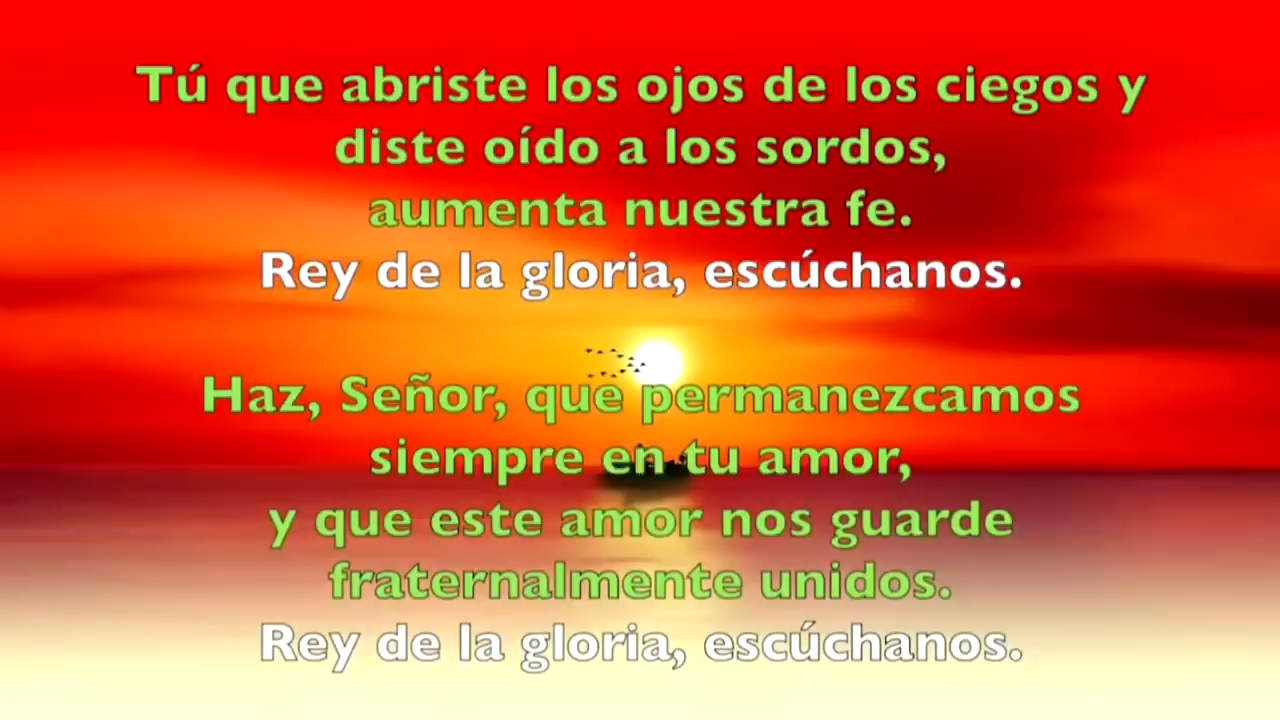 Tú que abriste los ojos de los ciegos y
diste oído a los sordos,
aumenta nuestra fe.
Rey de la gloria, escúchanos.
Haz, Señor, que permanezcamos
siempre en tu amor,
y que este amor nos guarde
fraternalmente unidos.
Rey de la gloria, escúchanos.